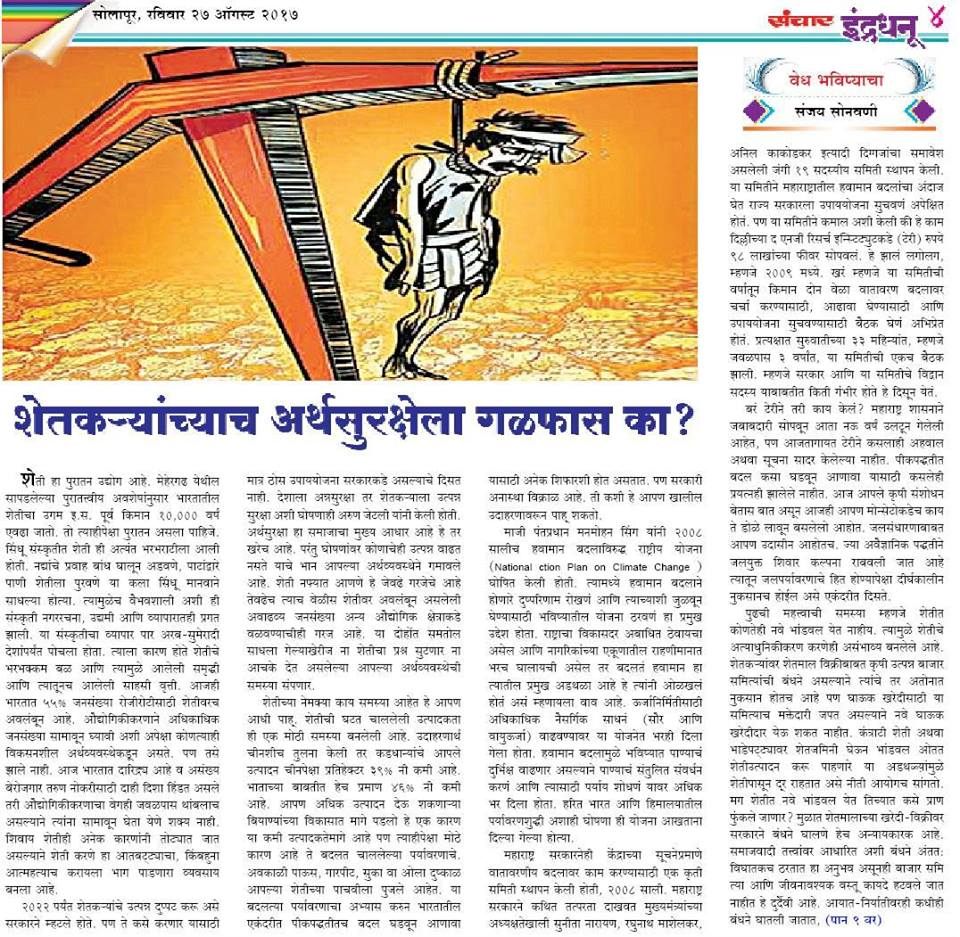 सोलापूर, रविवार २७ ऑगस्ट २०१७
संचार इंद्रधनू ४
वेध भविष्याचा
संजय सोनवणी
शेतकऱ्यांच्याच अर्थसुरक्षेला गळफास का?
शेती हा पुरातन उद्योग आहे. मेहेरगढ येथील
सापडलेल्या पुरातत्त्वीय अवशेषांनुसार भारतातील
शेतीचा उगम इ.स. पूर्व किमान १०,००० वर्ष
एवढा जातो. तो त्याहीपेक्षा पुरातन असला पाहिजे.
सिंधू संस्कृतीत शेती ही अत्यंत भरभराटीला आली
होती. नद्यांचे प्रवाह बांध घालून अडवणे, पाटांद्वारे
पाणी शेतीला पुरवणे या कला सिंधू मानवाने
साधल्या होत्या. त्यामुळेच वैभवशाली अशी ही
संस्कृती नगररचना, उद्यमी आणि व्यापारातही प्रगत
झाली. या संस्कृतीचा व्यापार पार अरब-सुमेरादी
देशांपर्यंत पोचला होता. त्याला कारण होते शेतीचे
भरभक्कम बळ आणि त्यामुळे आलेली समृद्धी
आणि त्यातूनच आलेली साहसी वृत्ती. आजही
भारतात ५५% जनसंख्या रोजीरोटीसाठी शेतीवरच
अवलंबून आहे. औद्योगिकीकरणाने अधिकाधिक
जनसंख्या सामावून घ्यावी अशी अपेक्षा कोणत्याही
विकसनशील अर्थव्यवस्थेकडून असते. पण तसे
झाले नाही. आज भारतात दारिद्र्य आहे व असंख्य
बेरोजगार तरुण नोकरीसाठी दाही दिशा हिंडत असले
तरी औद्योगिकीकरणाचा वेगही जवळपास थांबलाच
असल्याने त्यांना सामावून घेता येणे शक्य नाही.
शिवाय शेतीही अनेक कारणांनी तोट्यात जात
असल्याने शेती करणे हा आतबट्ट्याचा, किंबहुना
आत्महत्याच करायला भाग पाडणारा व्यवसाय
बनला आहे.
२०२२ पर्यंत शेतकऱ्यांचे उत्पन्न दुप्पट करू असे
सरकारने म्हटले होते. पण ते कसे करणार यासाठी
मात्र ठोस उपाययोजना सरकारकडे असल्याचे दिसत
नाही. देशाला अन्नसुरक्षा तर शेतकऱ्याला उत्पन्न
सुरक्षा अशी घोषणाही अरुण जेटली यांनी केली होती.
अर्थसुरक्षा हा समाजाचा मुख्य आधार आहे हे तर
खरेच आहे. परंतु घोषणांवर कोणाचेही उत्पन्न वाढत
नसते याचे भान आपल्या अर्थव्यवस्थेने गमावले
आहे. शेती नफ्यात आणणे हे जेवढे गरजेचे आहे
तेवढेच त्याच वेळीस शेतीवर अवलंबून असलेली
अवाढव्य जनसंख्या अन्य औद्योगिक क्षेत्राकडे
वळवण्याचीही गरज आहे. या दोहोंत समतोल
साधला गेल्याखेरीज ना शेतीचा प्रश्न सुटणार ना
आचके देत असलेल्या आपल्या अर्थव्यवस्थेची
समस्या संपणार.
शेतीच्या नेमक्या काय समस्या आहेत हे आपण
आधी पाहू. शेतीची घटत चाललेली उत्पादकता
ही एक मोठी समस्या बनलेली आहे. उदाहरणार्थ
चीनशीच तुलना केली तर कडधान्यांचे आपले
उत्पादन चीनपेक्षा प्रतिहेक्टर ३९% नी कमी आहे.
भाताच्या बाबतीत हेच प्रमाण ४६% नी कमी
आहे. आपण अधिक उत्पादन देऊ शकणाऱ्या
बियाण्यांच्या विकासात मागे पडलो हे एक कारण
या कमी उत्पादकतेमागे आहे पण त्याहीपेक्षा मोठे
कारण आहे ते बदलत चाललेल्या पर्यावरणाचे.
अवकाळी पाऊस, गारपीट, सुका वा ओला दुष्काळ
आपल्या शेतीच्या पाचवीला पुजले आहेत. या
बदलत्या पर्यावरणाचा अभ्यास करुन भारतातील
एकंदरीत पीकपद्धतीतच बदल घडवून आणावा
यासाठी अनेक शिफारशी होत असतात. पण सरकारी
अनास्था विक्राळ आहे. ती कशी हे आपण खालील
उदाहरणावरून पाहू शकतो.
माजी पंतप्रधान मनमोहन सिंग यांनी २००८
सालीच हवामान बदलाविरुद्ध राष्ट्रीय योजना
(National ction Plan on Climate Change )
घोषित केली होती. त्यामध्ये हवामान बदलाने
होणारे दुष्परिणाम रोखणं आणि त्याच्याशी जुळवून
घेण्यासाठी भविष्यातील योजना ठरवणं हा प्रमुख
उद्देश होता. राष्ट्राचा विकासदर अबाधित ठेवायचा
असेल आणि नागरिकांच्या एकूणातील राहणीमानात
भरच घालायची असेल तर बदलतं हवामान हा
त्यातील प्रमुख अडथळा आहे हे त्यांनी ओळखलं
होतं असं म्हणायला वाव आहे. ऊर्जानिर्मितीसाठी
अधिकाधिक नैसर्गिक साधनं (सौर आणि
वायुऊर्जा) वाढवण्यावर या योजनेत भरही दिला
गेला होता. हवामान बदलामुळे भविष्यात पाण्याचं
दुर्भिक्ष वाढणार असल्याने पाण्याचं संतुलित संवर्धन
करणं आणि त्यासाठी पर्याय शोधणं यावर अधिक
भर दिला होता. हरित भारत आणि हिमालयातील
पर्यावरणशुद्धी अशाही घोषणा ही योजना आखताना
दिल्या गेल्या होत्या.
महाराष्ट्र सरकारनेही केंद्राच्या सूचनेप्रमाणे
वातावरणीय बदलावर काम करण्यासाठी एक कृती
समिती स्थापन केली होती, २००८ साली. महाराष्ट्र
सरकारने कधित तत्परता दाखवत मुख्यमंत्र्यांच्या
अध्यक्षतेखाली सुनीता नारायण, रघुनाथ माशेलकर,
अनिल काकोडकर इत्यादी दिग्गजांचा समावेश
असलेली जंगी १९ सदस्यीय समिती स्थापन केली.
या समितीने महाराष्ट्रातील हवामान बदलांचा अंदाज
घेत राज्य सरकारला उपाययोजना सुचवणं अपेक्षित
होतं. पण या समितीने कमाल अशी केली की हे काम
दिल्लीच्या द एनर्जी रिसर्च इन्स्टिट्युटकडे (टेरी) रुपये
९८ लाखांच्या फीवर सोपवलं. हे झालं लगोलग,
म्हणजे २००९ मध्ये. खरं म्हणजे या समितीची
वर्षातून किमान दोन वेळा वातावरण बदलावर
चर्चा करण्यासाठी, आढावा घेण्यासाठी आणि
उपाययोजना सुचवण्यासाठी बैठक घेणं अभिप्रेत
होतं. प्रत्यक्षात सुरुवातीच्या ३३ महिन्यांत, म्हणजे
जवळपास ३ वर्षात, या समितीची एकच बैठक
झाली. म्हणजे सरकार आणि या समितीचे विद्वान
सदस्य याबाबतीत किती गंभीर होते हे दिसून येतं.
बरं टेरीने तरी काय केलं? महाराष्ट्र शासनाने
जबाबदारी सोपवून आता नऊ वर्षं उलटून गेलेली
आहेत, पण आजतागायत टेरीने कसलाही अहवाल
अथवा सूचना सादर केलेल्या नाहीत. पीकपद्धतीत
बदल कसा घडवून आणावा यासाठी कसलेही
प्रयत्नही झालेले नाहीत. आज आपले कृषी संशोधन
बेतास बात असून आजही आपण मोन्सेटोकडेच काय
ते डोळे लावून बसलेलो आहोत. जलसंधारणाबाबत
आपण उदासीन आहोतच. ज्या अवैज्ञानिक पद्धतीने
जलयुक्त शिवार कल्पना राबवली जात आहे
त्यातून जलपर्यावरणाचे हित होण्यापेक्षा दीर्घकालीन
नुकसानच होईल असे एकंदरीत दिसते.
पुढची महत्वाची समस्या म्हणजे शेतीत
कोणतेही नवे भांडवल येत नाहीय. त्यामुळे शेतीचे
अत्याधुनिकीकरण करणेही असंभाव्य बनलेले आहे.
शेतकऱ्यांवर शेतमाल विक्रीबाबत कृषी उत्पन्न बाजार
समित्यांची बंधने असल्याने त्यांचे तर अतोनात
नुकसान होतच आहे पण घाऊक खरेदीसाठी या
समित्याच मक्तेदारी जपत असल्याने नवे घाऊक
खरेदीदार येऊ शकत नाहीत. कंत्राटी शेती अथवा
भाडेपट्ट्यावर शेतजमिनी घेऊन भांडवल ओतत
शेतीउत्पादन करू पाहणारे या अडथळ्यांमुळे
शेतीपासून दूर राहतात असे नीती आयोगच सांगतो.
मग शेतीत नवे भांडवल येत तिच्यात कसे प्राण
फुंकले जाणार? मुळात शेतमालाच्या खरेदी-विक्रीवर
सरकारने बंधने घालणे हेच अन्यायकारक आहे.
समाजवादी तत्त्वांवर आधारित अशी बंधने अंतत:
विघातकच ठरतात हा अनुभव असूनही बाजार समि
त्या आणि जीवनावश्यक वस्तू कायदे हटवले जात
नाहीत हे दुर्दैवी आहे. आयात-निर्यातीवरही कधीही
बंधने घातली जातात, (पान ९ वर)